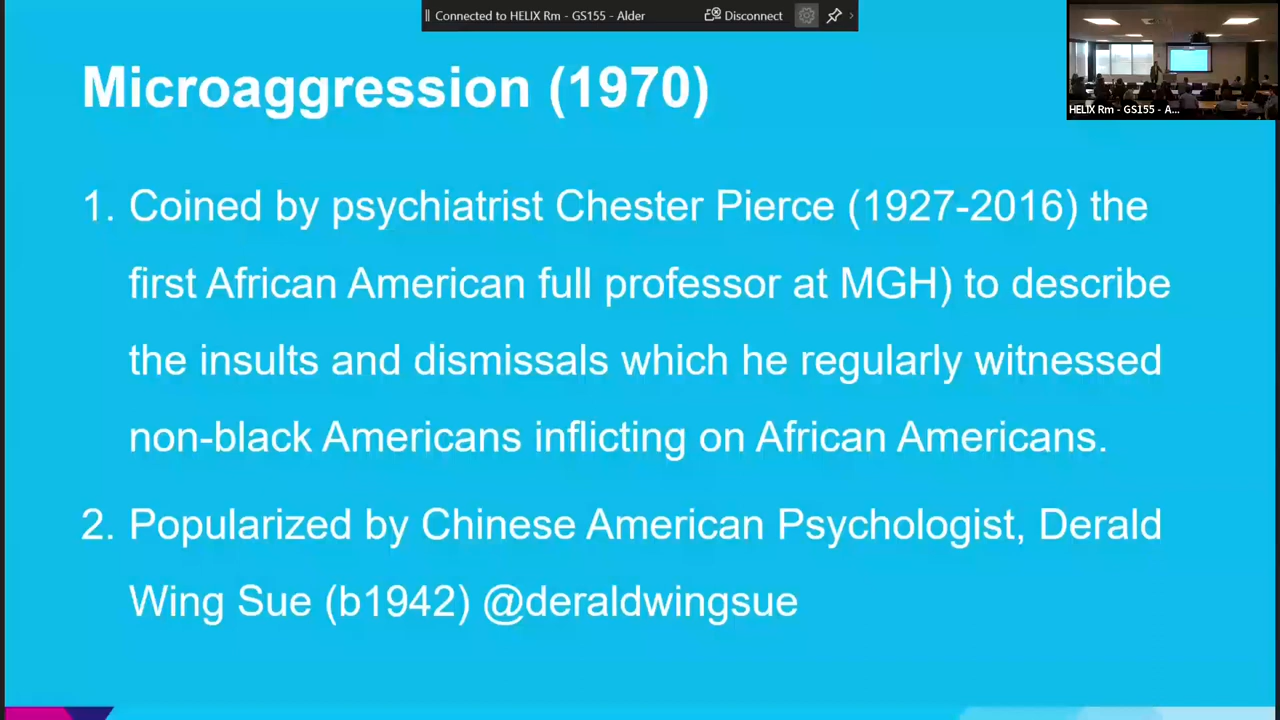 Connected to HELIX Rm - GS155 - Alder Disconnect
HELIX Rm - GS155 - A...
Microaggression (1970)
1. Coined by psychiatrist Chester Pierce (1927-2016) the
first African American full professor at MGH) to describe
the insults and dismissals which he regularly witnessed
non-black Americans inflicting on African Americans.
2. Popularized by Chinese American Psychologist, Derald
Wing Sue (b1942) @deraldwingsue